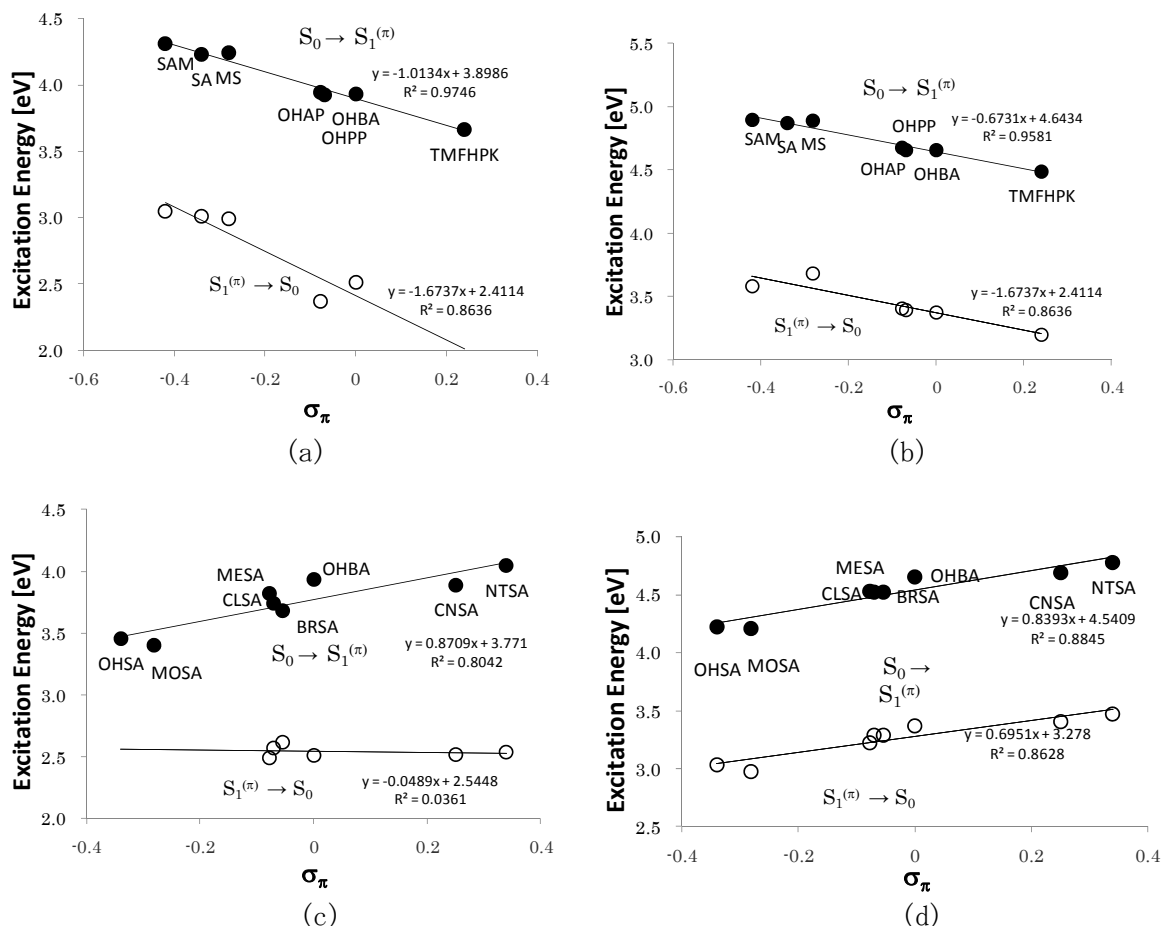 Excitation Energy [eV]
4.5
4.0
3.5
3.0
2.5
2.0
-0.6
-0.4
-0.2
0
0.2
0.4
S0 → S1(π)
SAM
SA
MS
y = -1.0134x + 3.8986
R² = 0.9746
OHAP
OHBA
OHPP
TMFHPK
S1(π) → S0
y = -1.6737x + 2.4114
R² = 0.8636
σπ
(a)
Excitation Energy [eV]
5.5
5.0
4.5
4.0
3.5
3.0
-0.6
-0.4
-0.2
0
0.2
0.4
S0 → S1(π)
SAM
SA
MS
OHPP
y = -0.6731x + 4.6434
R² = 0.9581
OHAP
OHBA
TMFHPK
y = -1.6737x + 2.4114
R² = 0.8636
S1(π) → S0
σπ
(b)
Excitation Energy [eV]
4.5
4.0
3.5
3.0
2.5
2.0
-0.4
-0.2
0
0.2
0.4
MESA
OHBA
CLSA
NTSA
BRSA
CNSA
OHSA
MOSA
S0 → S1(π)
y = 0.8709x + 3.771
R² = 0.8042
S1(π) → S0
y = -0.0489x + 2.5448
R² = 0.0361
σπ
(c)
Excitation Energy [eV]
5.0
4.5
4.0
3.5
3.0
2.5
-0.4
-0.2
0
0.2
0.4
MESA
OHBA
CLSA
BRSA
CNSA
NTSA
OHSA
MOSA
y = 0.8393x + 4.5409
R² = 0.8845
S0 →
S1(π)
y = 0.6951x + 3.278
R² = 0.8628
S1(π) → S0
σπ
(d)